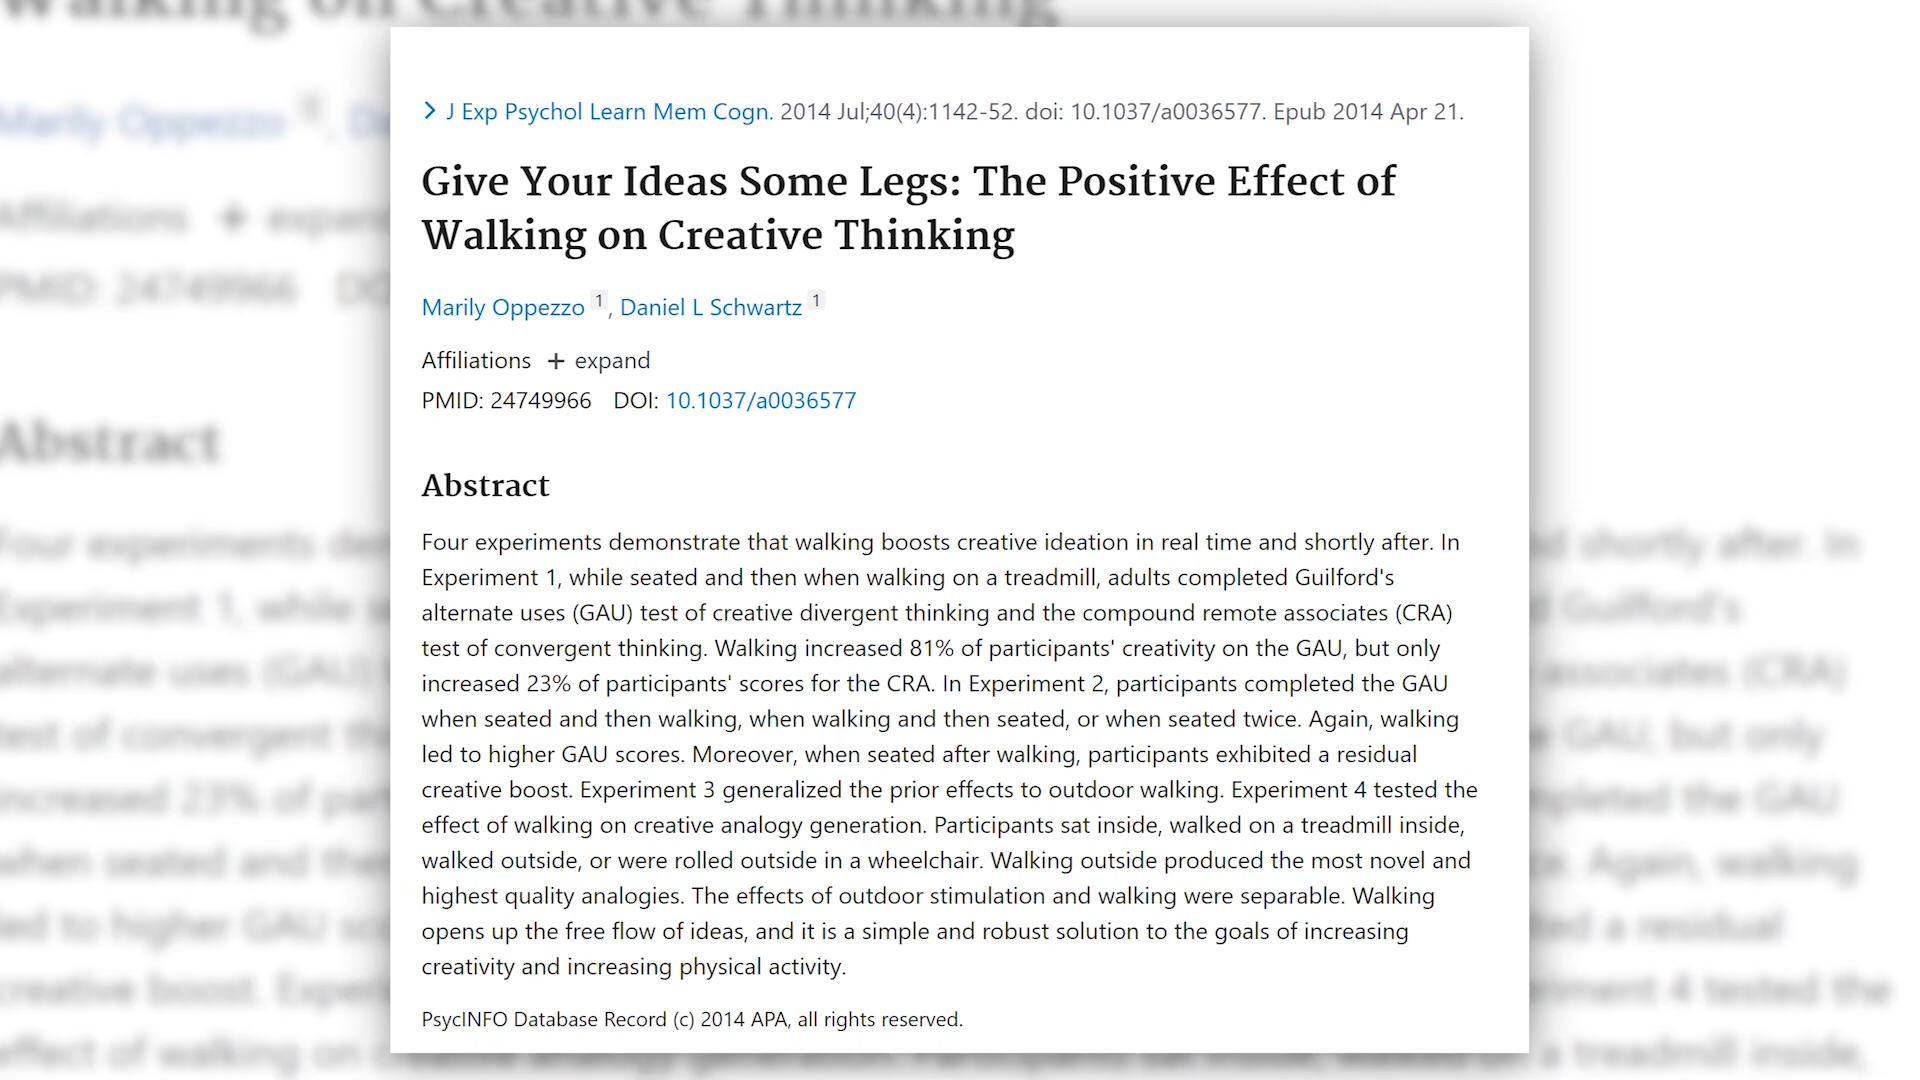 Walking on Creative Thinking
> J Exp Psychol Learn Mem Cogn. 2014 Jul;40(4):1142-52. doi: 10.1037/a0036577. Epub 2014 Apr 21.
Give Your Ideas Some Legs: The Positive Effect of
Walking on Creative Thinking
Marily Oppezzo 1, Daniel L Schwartz 1
Affiliations + expand
PMID: 24749966 DOI: 10.1037/a0036577
Abstract
Four experiments demonstrate that walking boosts creative ideation in real time and shortly after. In
Experiment 1, while seated and then when walking on a treadmill, adults completed Guilford's
alternate uses (GAU) test of creative divergent thinking and the compound remote associates (CRA)
test of convergent thinking. Walking increased 81% of participants' creativity on the GAU, but only
increased 23% of participants' scores for the CRA. In Experiment 2, participants completed the GAU
when seated and then walking, when walking and then seated, or when seated twice. Again, walking
led to higher GAU scores. Moreover, when seated after walking, participants exhibited a residual
creative boost. Experiment 3 generalized the prior effects to outdoor walking. Experiment 4 tested the
effect of walking on creative analogy generation. Participants sat inside, walked on a treadmill inside,
walked outside, or were rolled outside in a wheelchair. Walking outside produced the most novel and
highest quality analogies. The effects of outdoor stimulation and walking were separable. Walking
opens up the free flow of ideas, and it is a simple and robust solution to the goals of increasing
creativity and increasing physical activity.
PsycINFO Database Record (c) 2014 APA, all rights reserved.